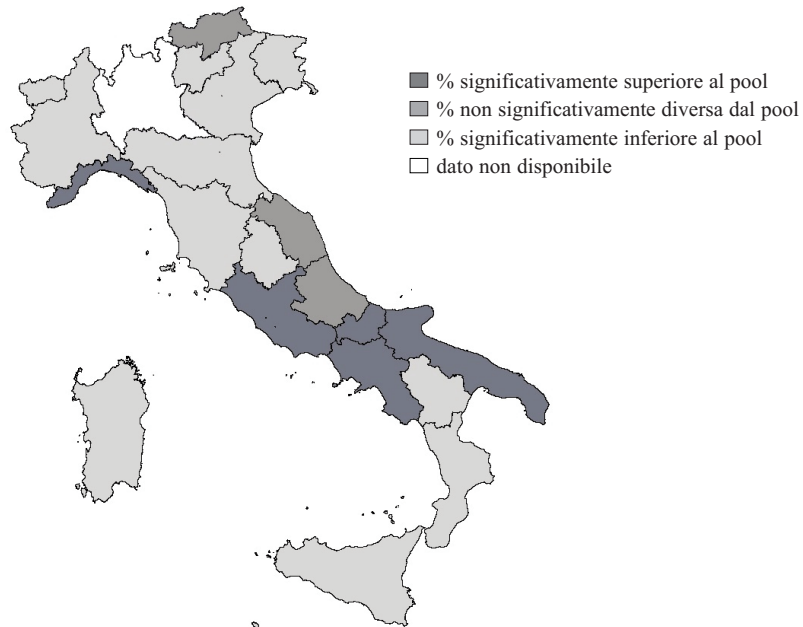 % significativamente superiore al pool
% non significativamente diversa dal pool
% significativamente inferiore al pool
dato non disponibile